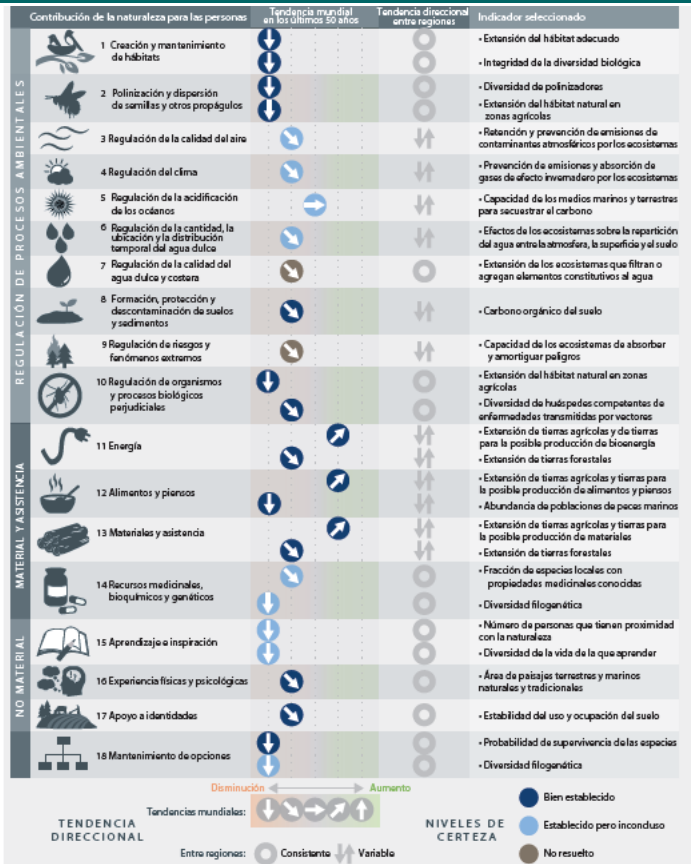 Contribución de la naturaleza para las personas
Tendencia mundial
en los últimos 50 años
Tendencia direccional
entre regiones
Indicador seleccionado
REGULACIÓN DE PROCESOS AMBIENTALES
1 Creación y mantenimiento
de hábitats
• Extensión del hábitat adecuado
• Integridad de la diversidad biológica
2 Polinización y dispersión
de semillas y otros propágulos
• Diversidad de polinizadores
• Extensión del hábitat natural en
zonas agrícolas
3 Regulación de la calidad del aire
• Retención y prevención de emisiones de
contaminantes atmosféricos por los ecosistemas
4 Regulación del clima
• Prevención de emisiones y absorción de
gases de efecto invernadero por los ecosistemas
5 Regulación de la acidificación
de los océanos
• Capacidad de los medios marinos y terrestres
para secuestrar el carbono
6 Regulación de la cantidad, la
ubicación y la distribución
temporal del agua dulce
• Efectos de los ecosistemas sobre la repartición
del agua entre la atmosfera, la superficie y el suelo
7 Regulación de la calidad del
agua dulce y costera
• Extensión de los ecosistemas que filtran o
agregan elementos constitutivos al agua
8 Formación, protección y
descontaminación de suelos
y sedimentos
• Carbono orgánico del suelo
9 Regulación de riesgos y
fenómenos extremos
• Capacidad de los ecosistemas de absorber
y amortiguar peligros
10 Regulación de organismos
y procesos biológicos
perjudiciales
• Extensión del hábitat natural en zonas
agrícolas
• Diversidad de huéspedes competentes de
enfermedades transmitidas por vectores
MATERIAL Y ASISTENCIA
11 Energía
• Extensión de tierras agrícolas y de tierras
para la posible producción de bioenergía
• Extensión de tierras forestales
12 Alimentos y piensos
• Extensión de tierras agrícolas y tierras para
la posible producción de alimentos y piensos
• Abundancia de poblaciones de peces marinos
13 Materiales y asistencia
• Extensión de tierras agrícolas y tierras para
la posible producción de materiales
• Extensión de tierras forestales
14 Recursos medicinales,
bioquímicos y genéticos
• Fracción de especies locales con
propiedades medicinales conocidas
• Diversidad filogenética
NO MATERIAL
15 Aprendizaje e inspiración
• Número de personas que tienen proximidad
con la naturaleza
• Diversidad de la vida de la que aprender
16 Experiencia físicas y psicológicas
• Área de paisajes terrestres y marinos
naturales y tradicionales
17 Apoyo a identidades
• Estabilidad del uso y ocupación del suelo
18 Mantenimiento de opciones
• Probabilidad de supervivencia de las especies
• Diversidad filogenética
Disminución
Aumento
TENDENCIA
DIRECCIONAL
Tendencias mundiales:
Entre regiones:
Consistente
Variable
NIVELES DE
CERTEZA
Bien establecido
Establecido pero inconcluso
No resuelto